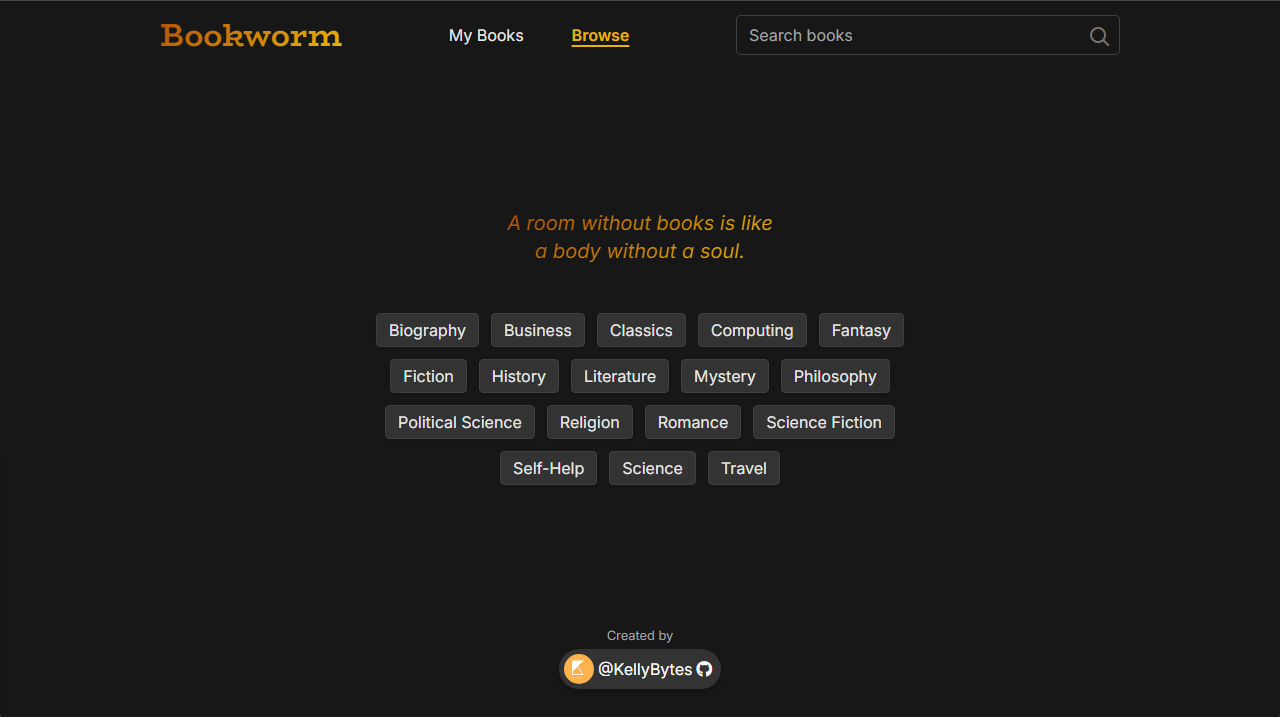 Bookworm My Books Browse Search books
A room without books is like
a body without a soul.
Biography Business Classics Computing Fantasy
Fiction History Literature Mystery Philosophy
Political Science Religion Romance Science Fiction
Self-Help Science Travel
Created by
@KellyBytes